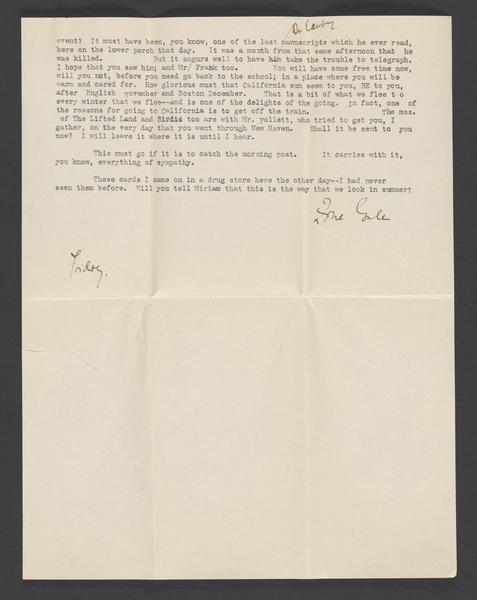 Dr. Canby
event? It must have been, you know, one of the last manuscripts which he ever read,
here on the lower porch that day. It was a month from that same afternoon that he
was killed. But it augurs well to have him take the trouble to telegraph.
I hope that you saw him; and Mr/ Frank too. You will have some free time now,
will you not, before you need go back to the school; in a place where you will be
warm and cared for. How glorious must that California sun seem to you, BE to you,
after English November and Boston December. That is a bit of what we flee to
every winter that we flee--and is one of the delights of the going. In fact, one of
the reasons for going to California is to get off the train. The mss.
of The Lifted Land and too are with Mr. Follett, who tried to get you, I
gather, on the very day that you went through New Haven. Shall it be sent to you
now? I will leave it where it is until I hear.
This must go if it is to catch the morning post. It carries with it,
you know, everything of sympathy.
These cards I came on in a drug store here the other day--I had never
seen them before. Will you tell Miriam that this is the way that we look in summer?
Zona Gale
Friday.